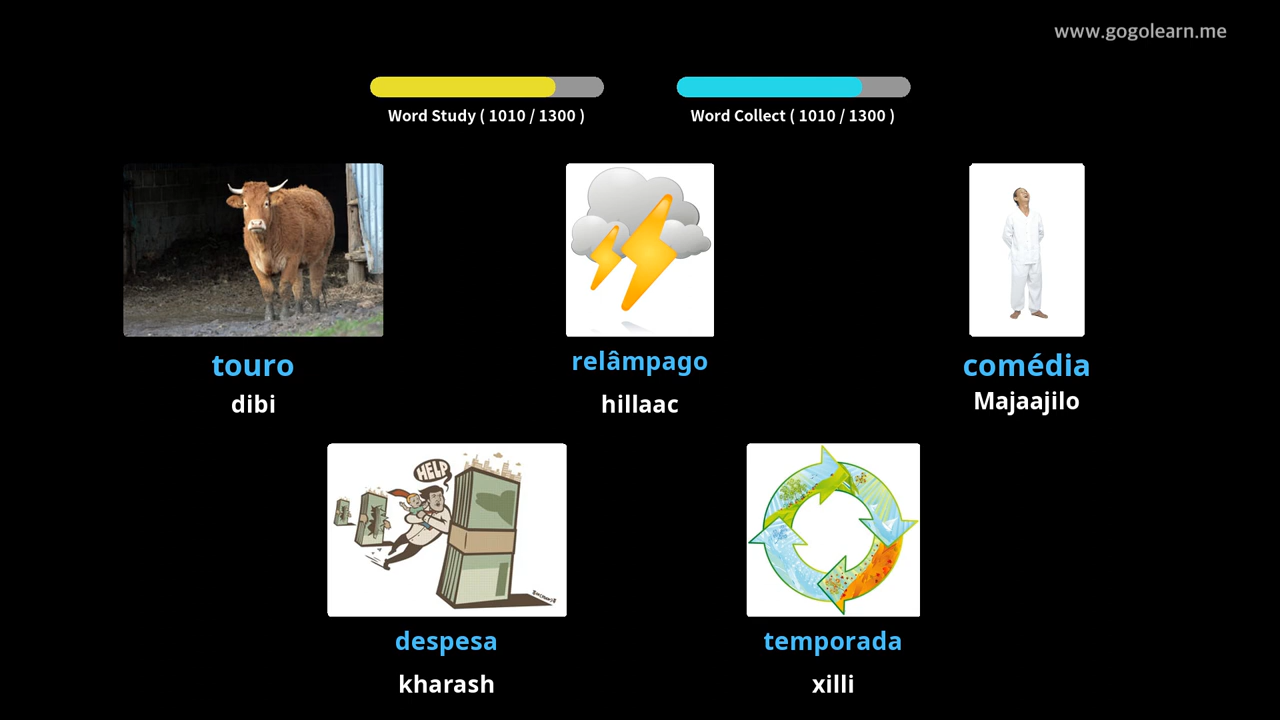 www.gogolearn.me
Word Study ( 1010 / 1300 )
Word Collect ( 1010 / 1300 )
touro
dibi
relâmpago
hillaac
comédia
Majaajilo
HELP
despesa
kharash
temporada
xilli